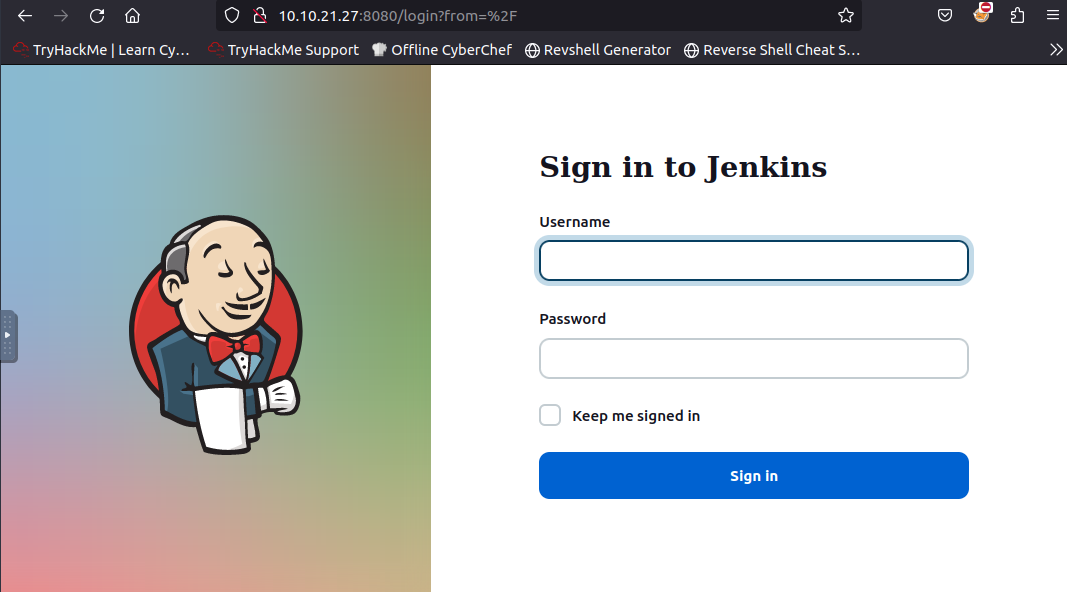 10.10.21.27:8080/login?from=%2F
TryHackMe | Learn Cy… TryHackMe Support Offline CyberChef Revshell Generator Reverse Shell Cheat S…
Sign in to Jenkins
Username
Password
Keep me signed in
Sign in